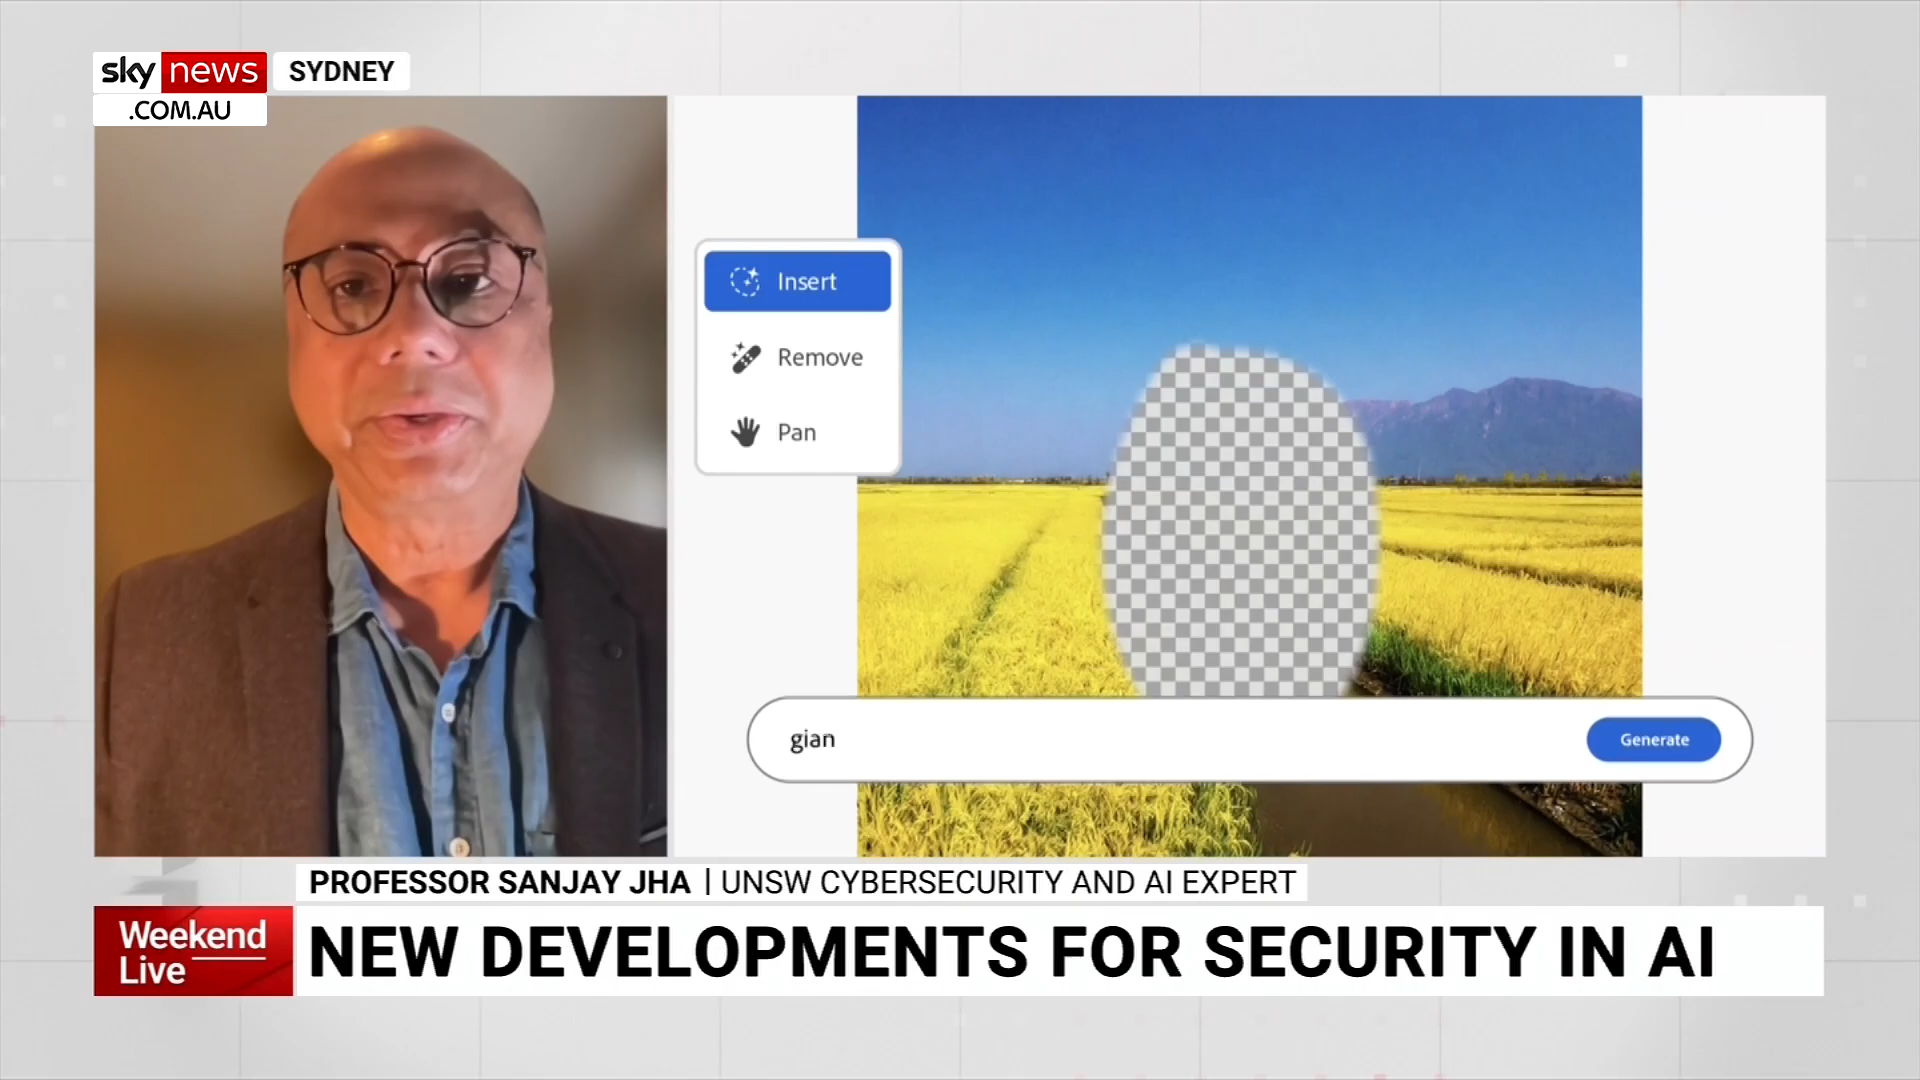 sky news
SYDNEY
.COM.AU
Insert
Remove
Pan
gian
Generate
PROFESSOR SANJAY JHA | UNSW CYBERSECURITY AND AI EXPERT
Weekend
Live
NEW DEVELOPMENTS FOR SECURITY IN AI